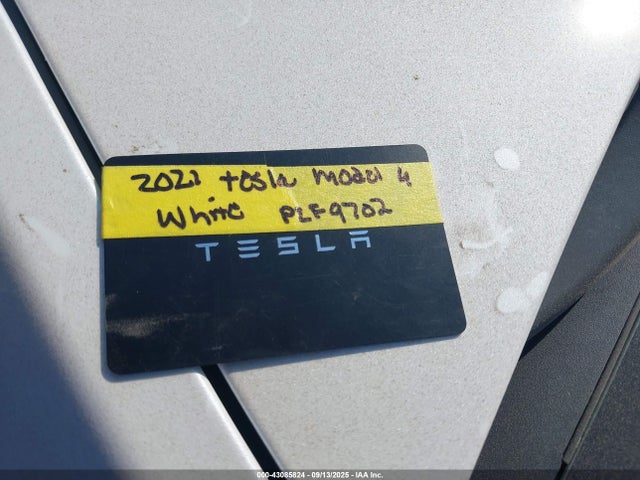 2021 tesla model y
White PLF9702
TESLA
000-43085824 - 09/13/2025 - IAA Inc.